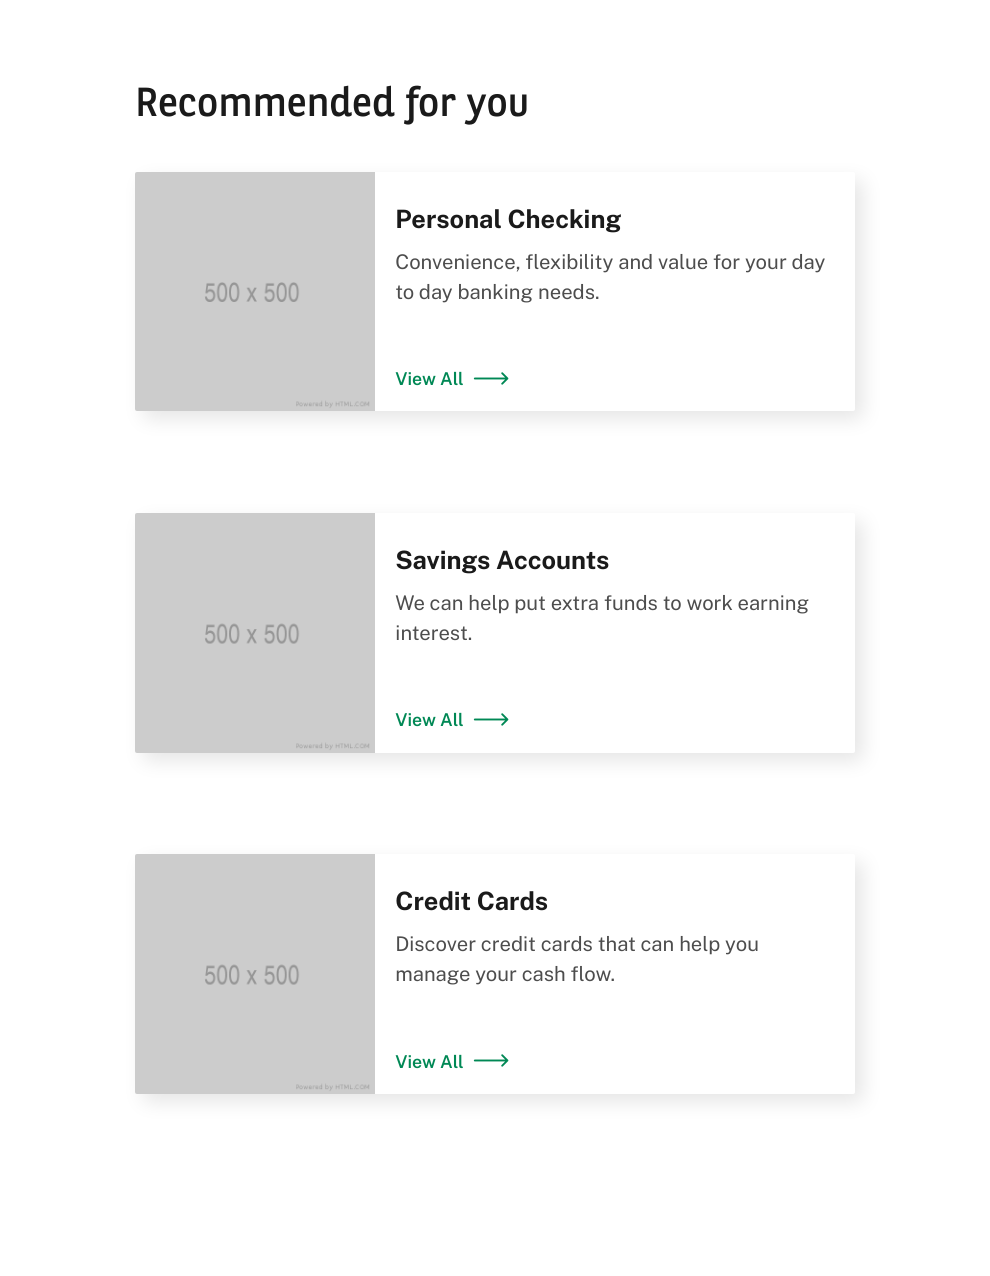 Recommended for you
500 x 500
Powered by HTML.COM
Personal Checking
Convenience, flexibility and value for your day
to day banking needs.
View All
500 x 500
Powered by HTML.COM
Savings Accounts
We can help put extra funds to work earning
interest.
View All
500 x 500
Powered by HTML.COM
Credit Cards
Discover credit cards that can help you
manage your cash flow.
View All